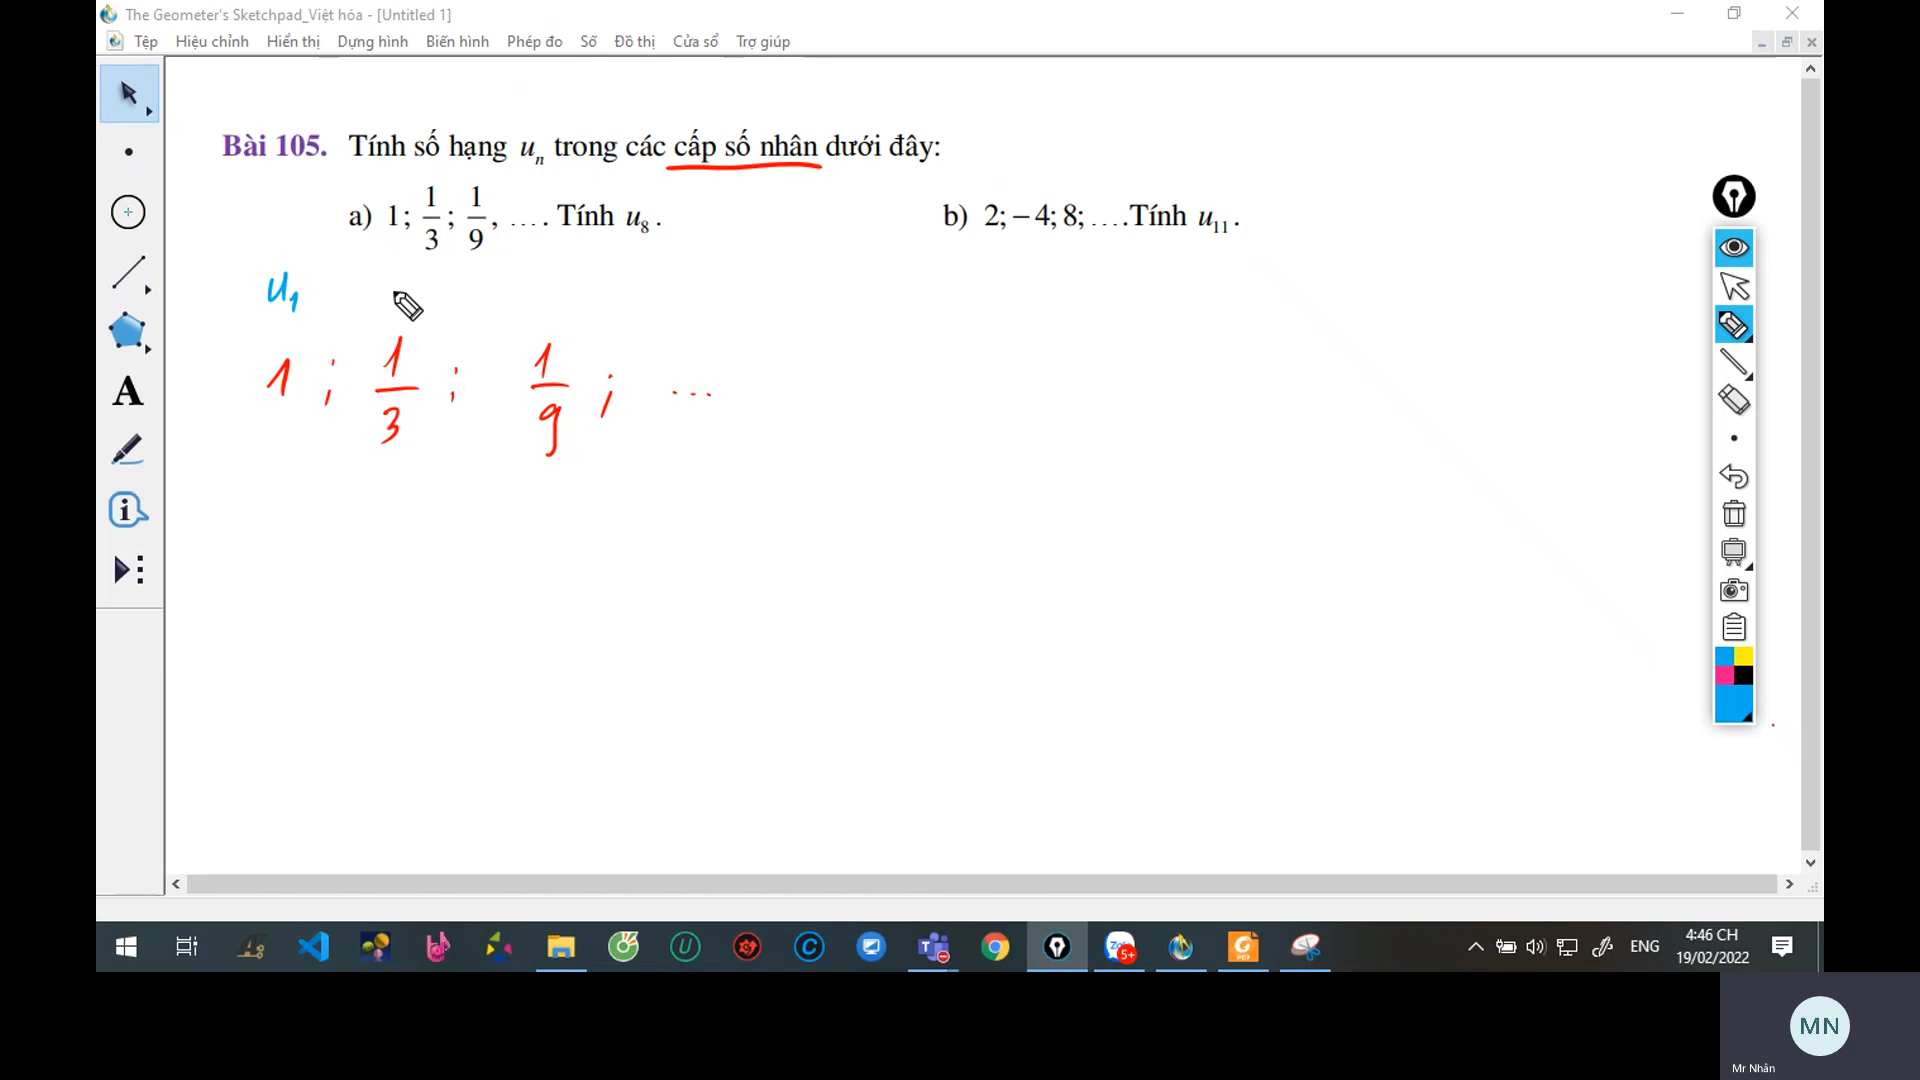 The Geometer's Sketchpad_Việt hóa - [Untitled 1]
Tệp Hiệu chỉnh Hiển thị Dựng hình Biến hình Phép đo Số Đồ thị Cửa sổ Trợ giúp
Bài 105. Tính số hạng uₙ trong các cấp số nhân dưới đây:
a) 1; 1/3; 1/9, .... Tính u₈. b) 2; −4; 8; ....Tính u₁₁.
u₁
1 ; 1/3 ; 1/9 ; ...
A
ENG
4:46 CH
19/02/2022
MN
Mr Nhân